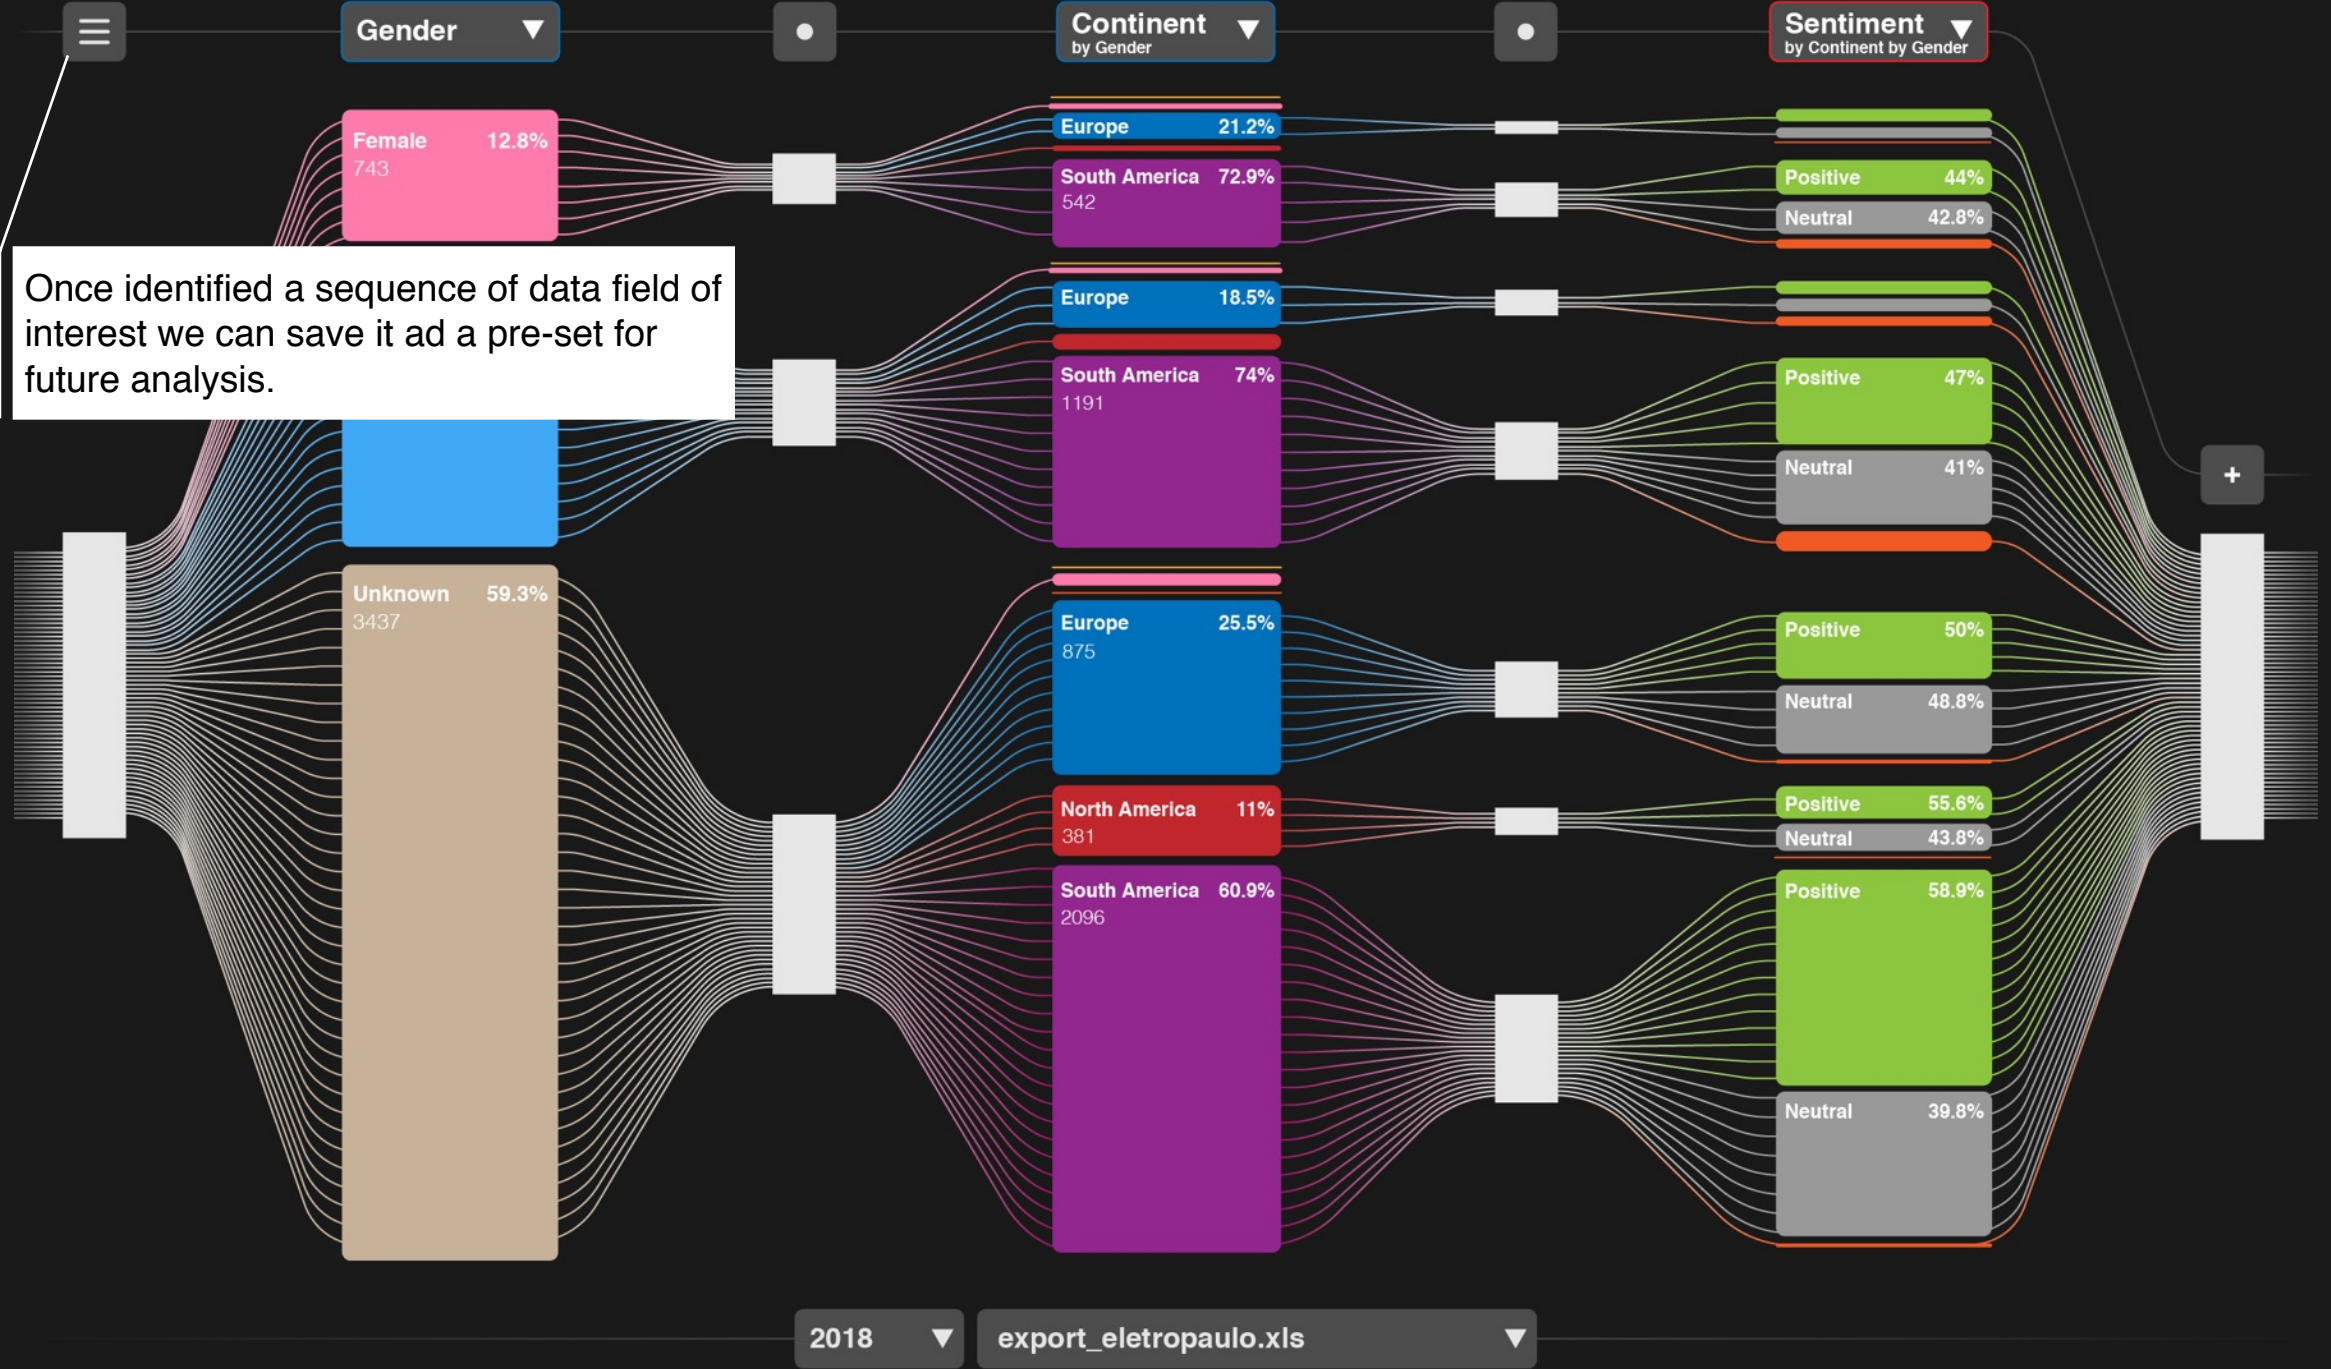 Gender
Continent
by Gender
Sentiment
by Continent by Gender
Female 12.8%
743
Once identified a sequence of data field of
interest we can save it ad a pre-set for
future analysis.
Unknown 59.3%
3437
Europe 21.2%
South America 72.9%
542
Europe 18.5%
South America 74%
1191
Europe 25.5%
875
North America 11%
381
South America 60.9%
2096
Positive 44%
Neutral 42.8%
Positive 47%
Neutral 41%
Positive 50%
Neutral 48.8%
Positive 55.6%
Neutral 43.8%
Positive 58.9%
Neutral 39.8%
+
2018
export_eletropaulo.xls